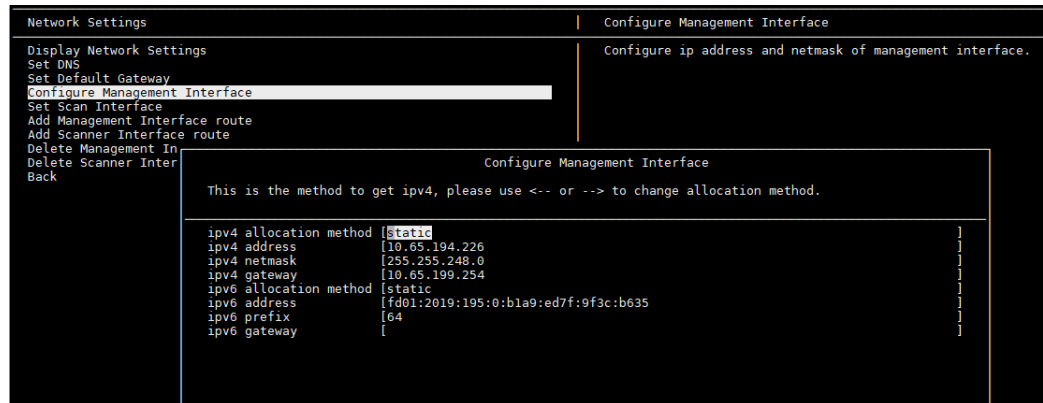 Network Settings
Configure Management Interface
Display Network Settings
Set DNS
Set Default Gateway
Configure Management Interface
Set Scan Interface
Add Management Interface route
Add Scanner Interface route
Delete Management In
Delete Scanner Inter
Back
Configure ip address and netmask of management interface.
Configure Management Interface
This is the method to get ipv4, please use <-- or --> to change allocation method.
ipv4 allocation method [static ]
ipv4 address [10.65.194.226 ]
ipv4 netmask [255.255.248.0 ]
ipv4 gateway [10.65.199.254 ]
ipv6 allocation method [static ]
ipv6 address [fd01:2019:195:0:b1a9:ed7f:9f3c:b635 ]
ipv6 prefix [64 ]
ipv6 gateway [ ]